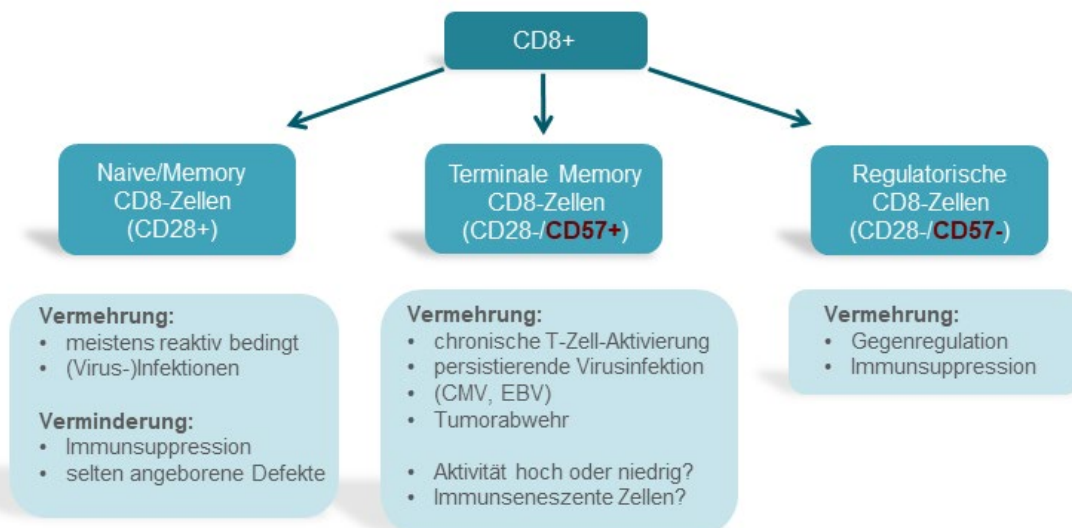 CD8+
Naive/Memory
CD8-Zellen
(CD28+)
Terminale Memory
CD8-Zellen
(CD28-/CD57+)
Regulatorische
CD8-Zellen
(CD28-/CD57-)
Vermehrung:
• meistens reaktiv bedingt
• (Virus-)Infektionen
Verminderung:
• Immunsuppression
• selten angeborene Defekte
Vermehrung:
• chronische T-Zell-Aktivierung
• persistierende Virusinfektion
• (CMV, EBV)
• Tumorabwehr
• Aktivität hoch oder niedrig?
• Immunseneszente Zellen?
Vermehrung:
• Gegenregulation
• Immunsuppression